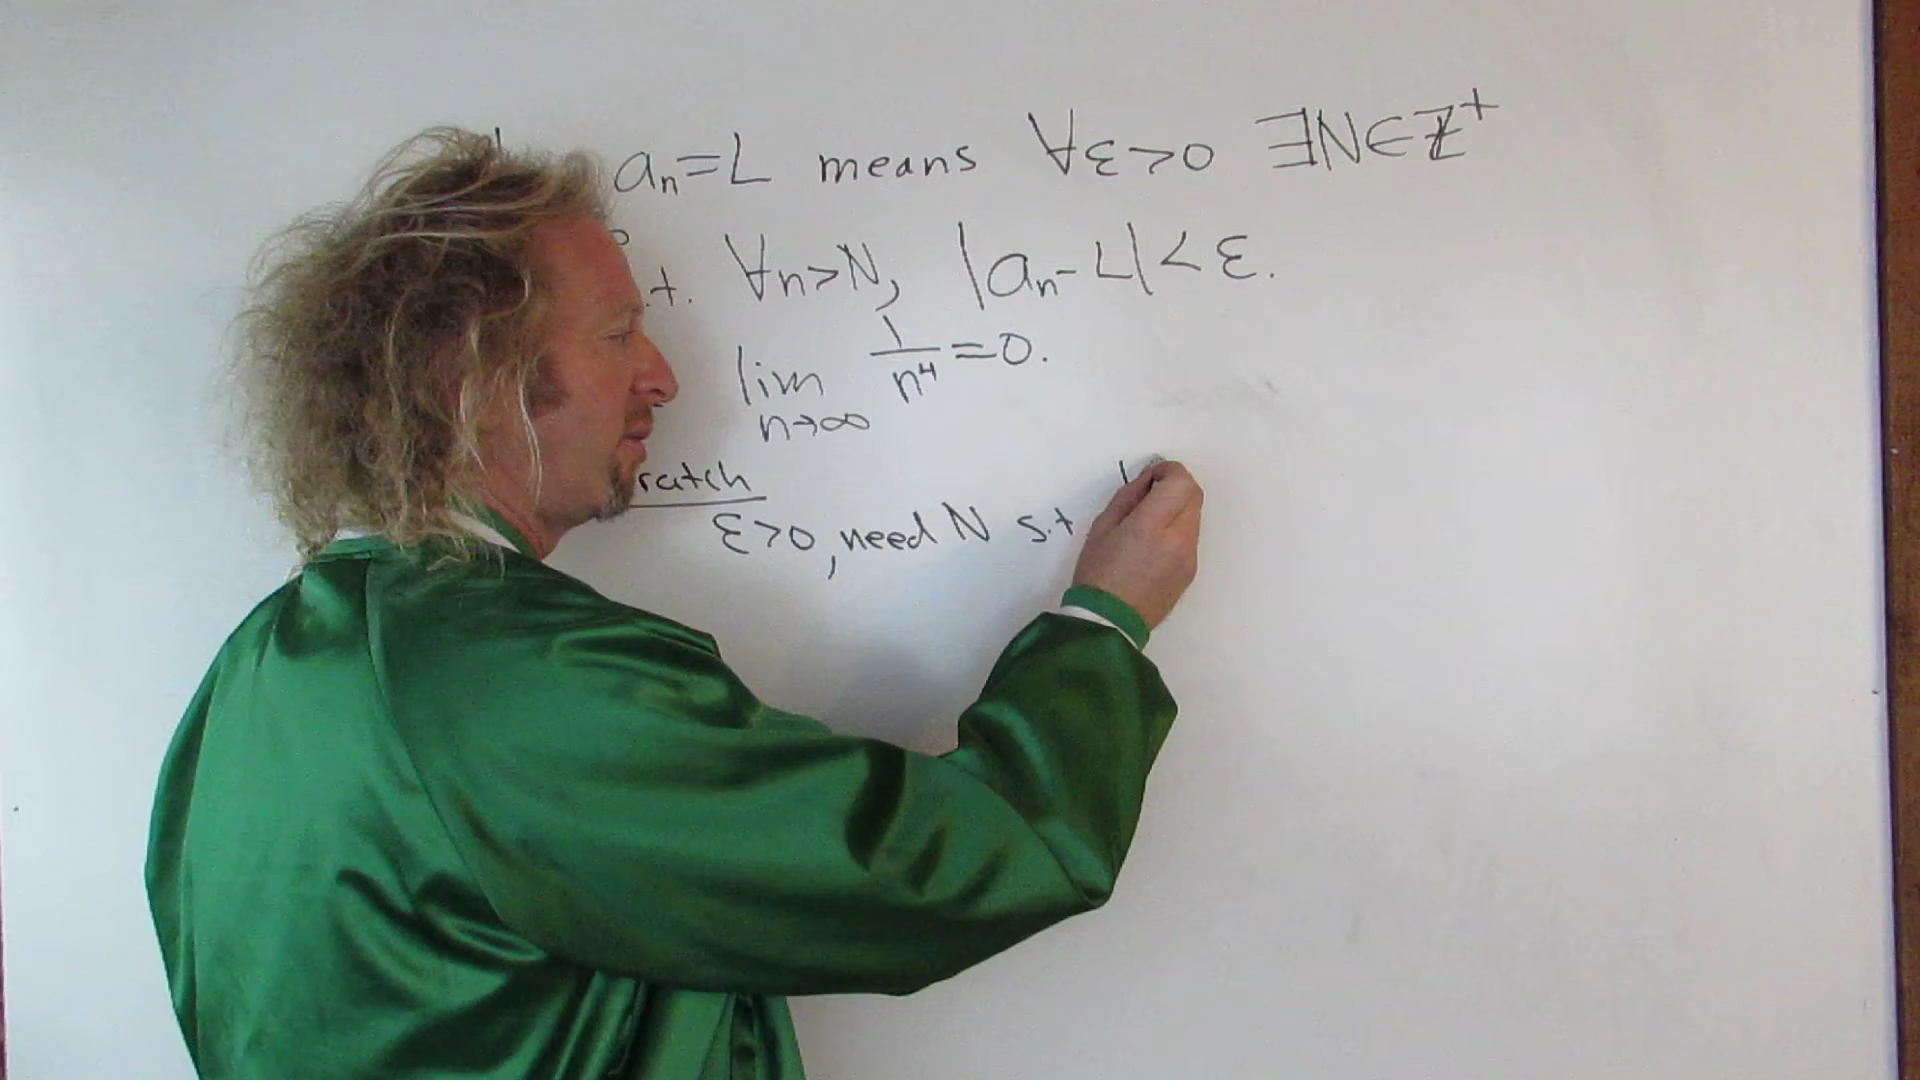 aₙ=L means ∀ε>0 ∃N∈ℤ⁺
.t. ∀n>N, |aₙ-L|<ε.
lim n→∞ 1/n⁴=0.
ratch
ε>0, need N s.t